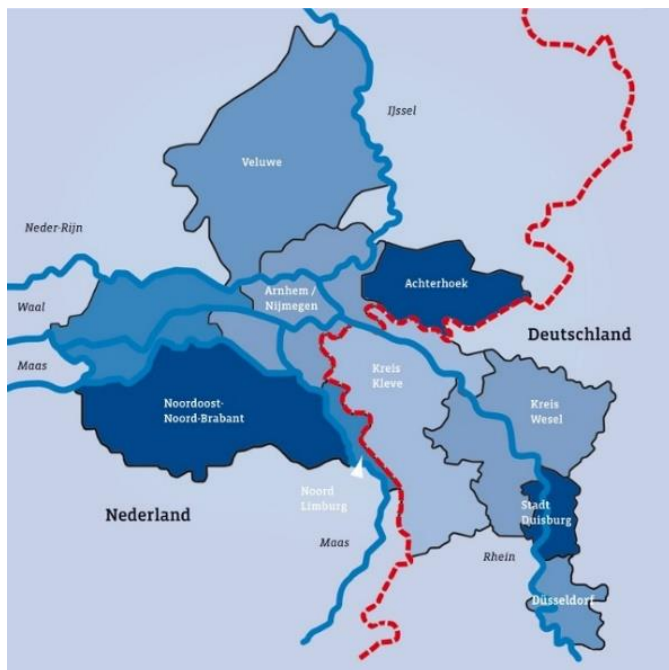 IJssel
Veluwe
Neder-Rijn
Arnhem /
Nijmegen
Achterhoek
Waal
Deutschland
Maas
Kreis
Kleve
Noordoost-
Noord-Brabant
Kreis
Wesel
Noord
Limburg
Nederland
Stadt
Duisburg
Maas
Rhein
Düsseldorf